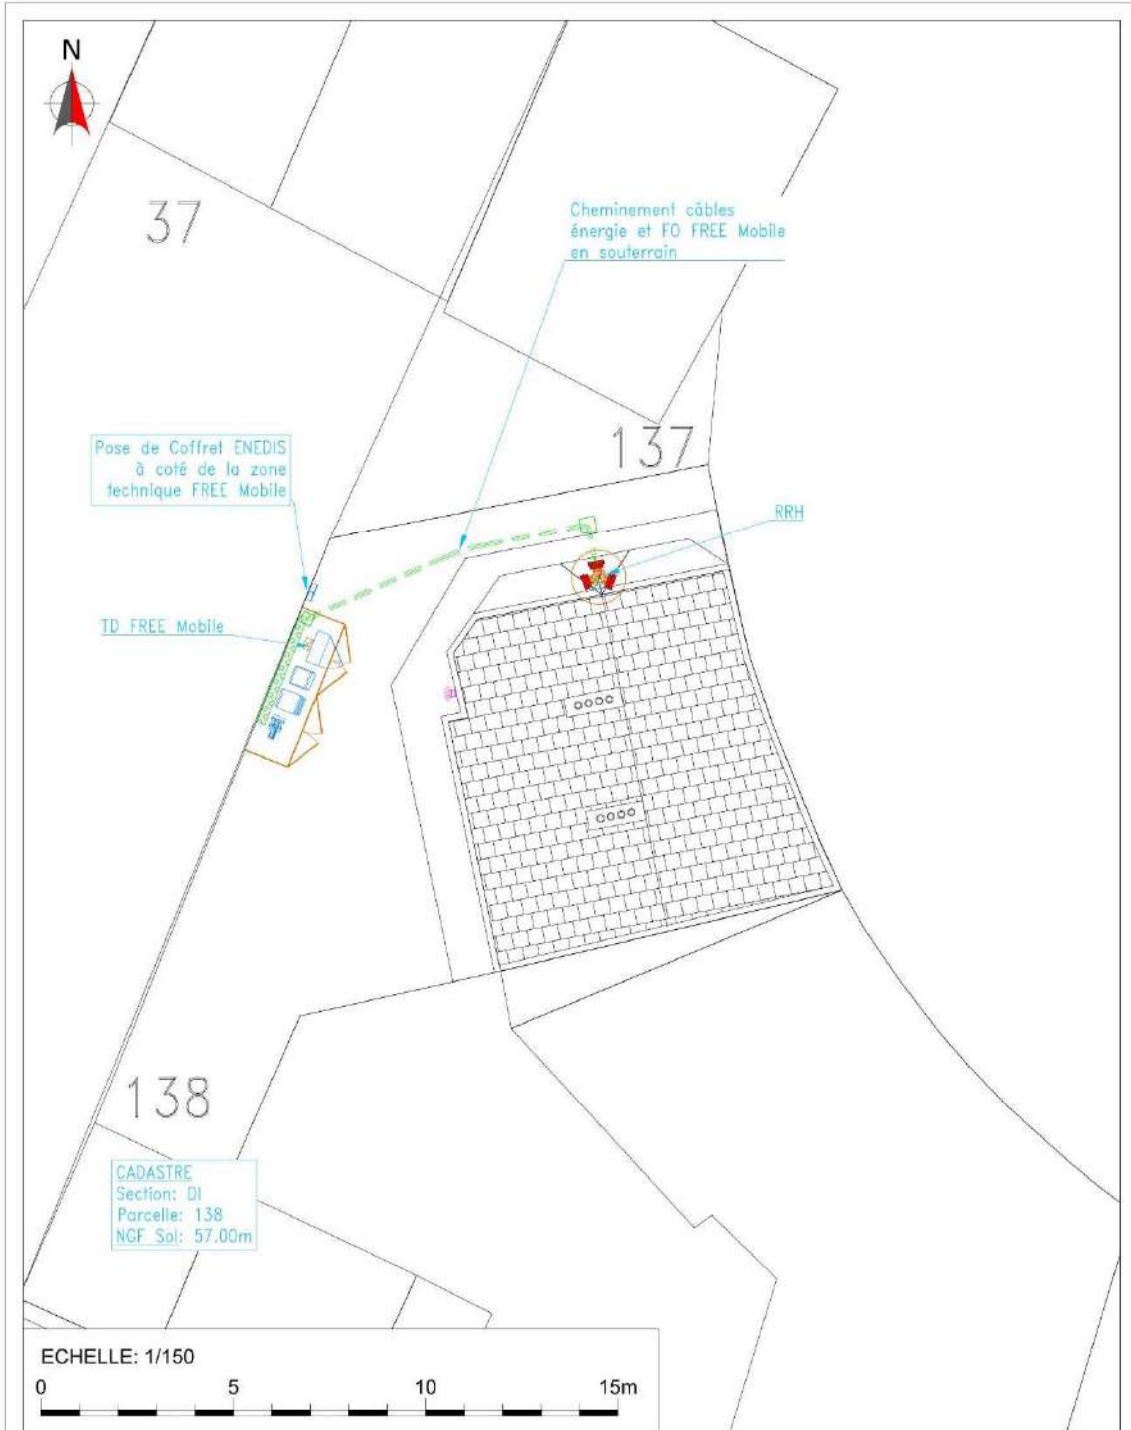 N
37
Cheminement câbles
énergie et FO FREE Mobile
en souterrain
137
Pose de Coffret ENEDIS
à coté de la zone
technique FREE Mobile
RRH
TD FREE Mobile
138
CADASTRE
Section: DI
Parcelle: 138
NGF Sol: 57.00m
ECHELLE: 1/150
0 5 10 15m